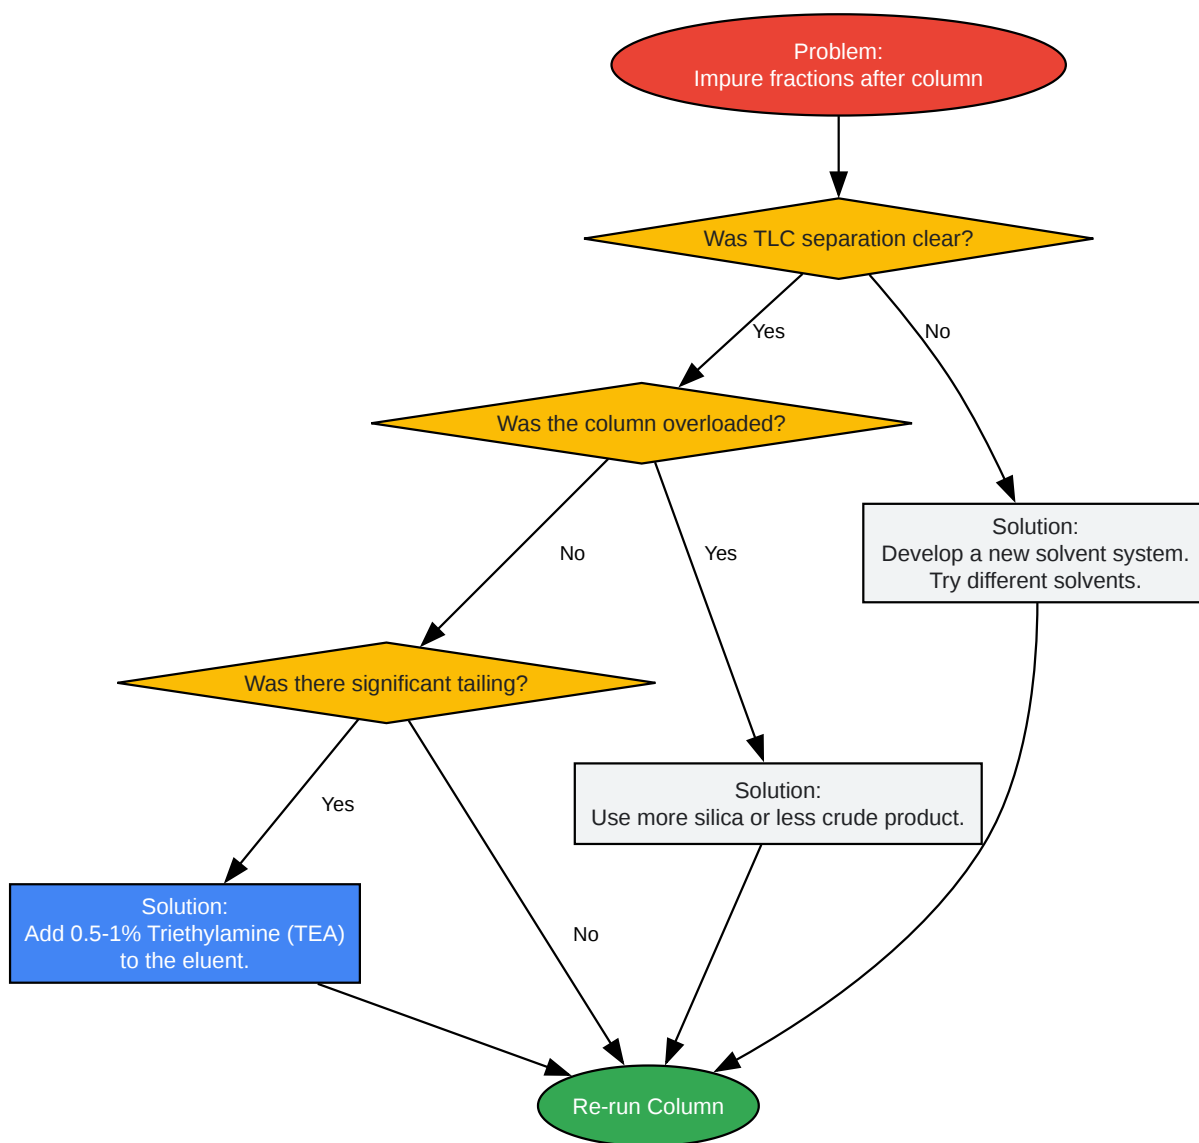 Problem:
Impure fractions after column
Was TLC separation clear?
Yes
No
Was the column overloaded?
No
Yes
Solution:
Develop a new solvent system.
Try different solvents.
Was there significant tailing?
Yes
No
Solution:
Use more silica or less crude product.
Solution:
Add 0.5-1% Triethylamine (TEA)
to the eluent.
Re-run Column